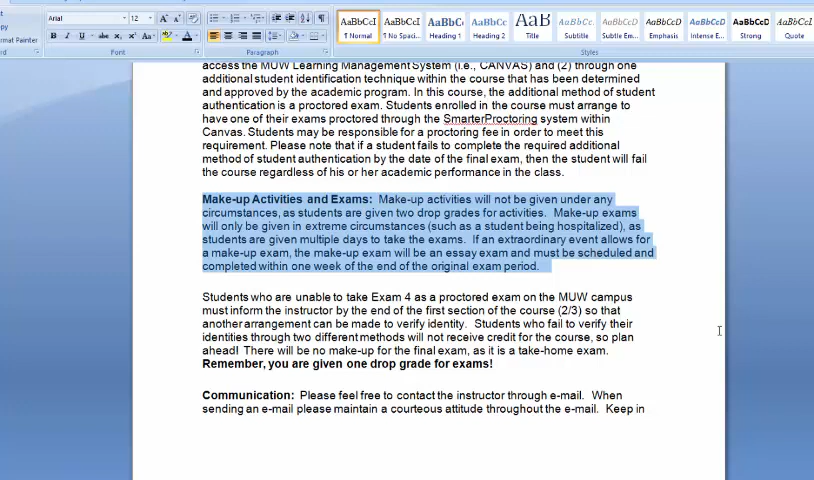 Arial 12
Format Painter
B I U abc
Font
Paragraph
AaBbCcI AaBbCcI AaBbC AaBbCc AaB AaBbCcL AaBbCcD AaBbCcD AaBbCcD AaBbCcD AaBbCcI
¶ Normal ¶ No Spaci... Heading 1 Heading 2 Title Subtitle Subtle Em... Emphasis Intense E... Strong Quote
Styles
access the MUW Learning Management System (i.e., CANVAS) and (2) through one
additional student identification technique within the course that has been determined
and approved by the academic program. In this course, the additional method of student
authentication is a proctored exam. Students enrolled in the course must arrange to
have one of their exams proctored through the SmarterProctoring system within
Canvas. Students may be responsible for a proctoring fee in order to meet this
requirement. Please note that if a student fails to complete the required additional
method of student authentication by the date of the final exam, then the student will fail
the course regardless of his or her academic performance in the class.
Make-up Activities and Exams: Make-up activities will not be given under any
circumstances, as students are given two drop grades for activities. Make-up exams
will only be given in extreme circumstances (such as a student being hospitalized), as
students are given multiple days to take the exams. If an extraordinary event allows for
a make-up exam, the make-up exam will be an essay exam and must be scheduled and
completed within one week of the end of the original exam period.
Students who are unable to take Exam 4 as a proctored exam on the MUW campus
must inform the instructor by the end of the first section of the course (2/3) so that
another arrangement can be made to verify identity. Students who fail to verify their
identities through two different methods will not receive credit for the course, so plan
ahead! There will be no make-up for the final exam, as it is a take-home exam.
Remember, you are given one drop grade for exams!
Communication: Please feel free to contact the instructor through e-mail. When
sending an e-mail please maintain a courteous attitude throughout the e-mail. Keep in